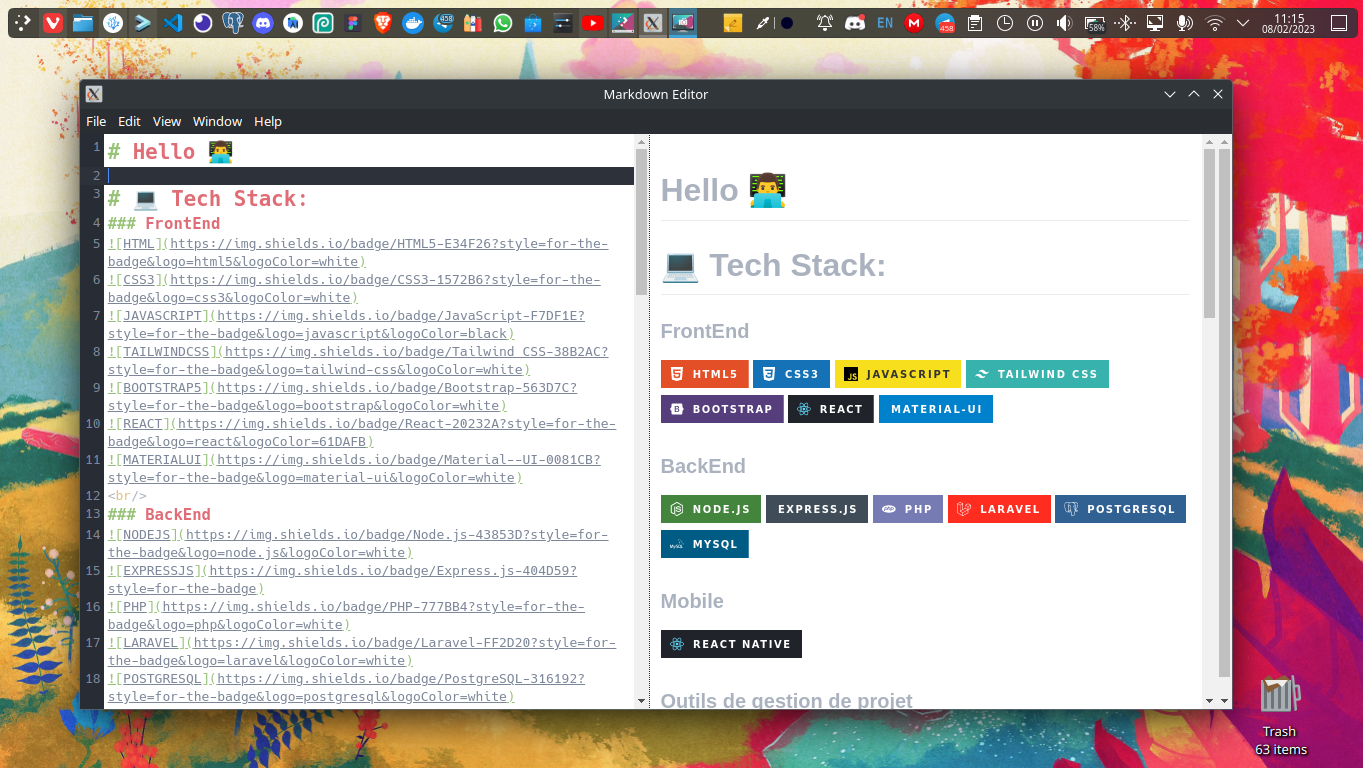 458
EN
458
58%
11:15
08/02/2023
Markdown Editor
File Edit View Window Help
1 # Hello 👨‍💻
2
3 # 💻 Tech Stack:
4 ### FrontEnd
5 ![HTML](https://img.shields.io/badge/HTML5-E34F26?style=for-the-
badge&logo=html5&logoColor=white)
6 ![CSS3](https://img.shields.io/badge/CSS3-1572B6?style=for-the-
badge&logo=css3&logoColor=white)
7 ![JAVASCRIPT](https://img.shields.io/badge/JavaScript-F7DF1E?
style=for-the-badge&logo=javascript&logoColor=black)
8 ![TAILWINDCSS](https://img.shields.io/badge/Tailwind_CSS-38B2AC?
style=for-the-badge&logo=tailwind-css&logoColor=white)
9 ![BOOTSTRAP5](https://img.shields.io/badge/Bootstrap-563D7C?
style=for-the-badge&logo=bootstrap&logoColor=white)
10 ![REACT](https://img.shields.io/badge/React-20232A?style=for-the-
badge&logo=react&logoColor=61DAFB)
11 ![MATERIALUI](https://img.shields.io/badge/Material--UI-0081CB?
style=for-the-badge&logo=material-ui&logoColor=white)
12 <br/>
13 ### BackEnd
14 ![NODEJS](https://img.shields.io/badge/Node.js-43853D?style=for-
the-badge&logo=node.js&logoColor=white)
15 ![EXPRESSJS](https://img.shields.io/badge/Express.js-404D59?
style=for-the-badge)
16 ![PHP](https://img.shields.io/badge/PHP-777BB4?style=for-the-
badge&logo=php&logoColor=white)
17 ![LARAVEL](https://img.shields.io/badge/Laravel-FF2D20?style=for-
the-badge&logo=laravel&logoColor=white)
18 ![POSTGRESQL](https://img.shields.io/badge/PostgreSQL-316192?
style=for-the-badge&logo=postgresql&logoColor=white)
Hello 👨‍💻
💻 Tech Stack:
FrontEnd
HTML5 CSS3 JS JAVASCRIPT TAILWIND CSS
B BOOTSTRAP REACT MATERIAL-UI
BackEnd
NODE.JS EXPRESS.JS PHP LARAVEL POSTGRESQL
MySQL MYSQL
Mobile
REACT NATIVE
Outils de gestion de projet
Trash
63 items